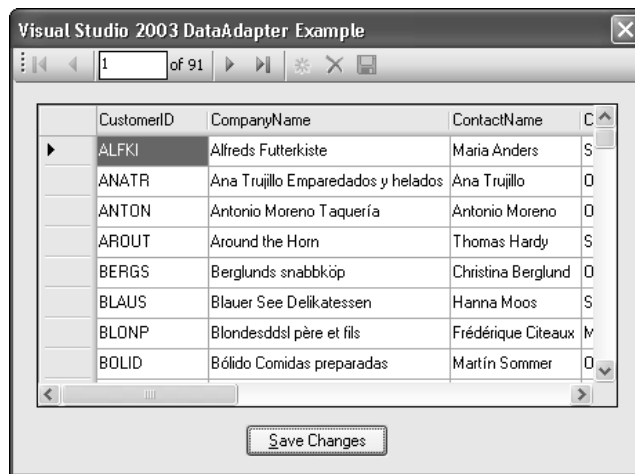 Visual Studio 2003 DataAdapter Example
1 of 91
CustomerID CompanyName ContactName C
ALFKI Alfreds Futterkiste Maria Anders S
ANATR Ana Trujillo Emparedados y helados Ana Trujillo O
ANTON Antonio Moreno Taquería Antonio Moreno O
AROUT Around the Horn Thomas Hardy S
BERGS Berglunds snabbköp Christina Berglund O
BLAUS Blauer See Delikatessen Hanna Moos S
BLONP Blondesddsl père et fils Frédérique Citeaux M
BOLID Bólido Comidas preparadas Martín Sommer O
Save Changes